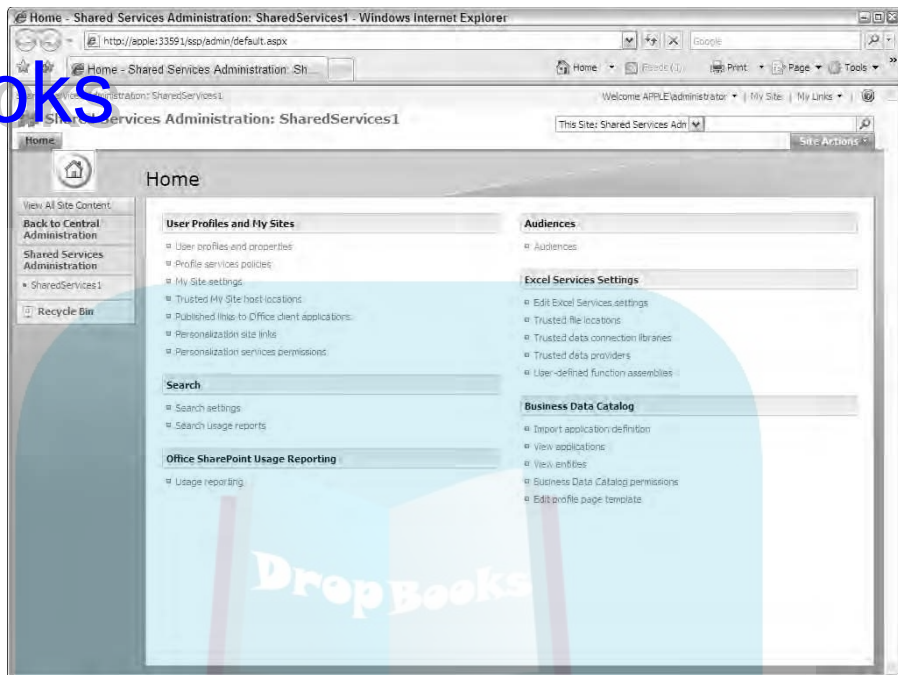 Home - Shared Services Administration: SharedServices1 - Windows Internet Explorer
http://apple:33591/ssp/admin/default.aspx
Google
Home - Shared Services Administration: Sh...
Home
Print
Page
Tools
oks
Administration: SharedServices1
Welcome APPLE\administrator
My Site
My Links
Shared Services Administration: SharedServices1
This Site: Shared Services Adm
Home
Site Actions
Home
View All Site Content
Back to Central Administration
Shared Services Administration
SharedServices1
Recycle Bin
User Profiles and My Sites
User profiles and properties
Profile services policies
My Site settings
Trusted My Site host locations
Published links to Office client applications
Personalization site links
Personalization services permissions
Search
Search settings
Search usage reports
Office SharePoint Usage Reporting
Usage reporting
Audiences
Audiences
Excel Services Settings
Edit Excel Services settings
Trusted file locations
Trusted data connection libraries
Trusted data providers
User-defined function assemblies
Business Data Catalog
Import application definition
View applications
View entities
Business Data Catalog permissions
Edit profile page template
DropBooks